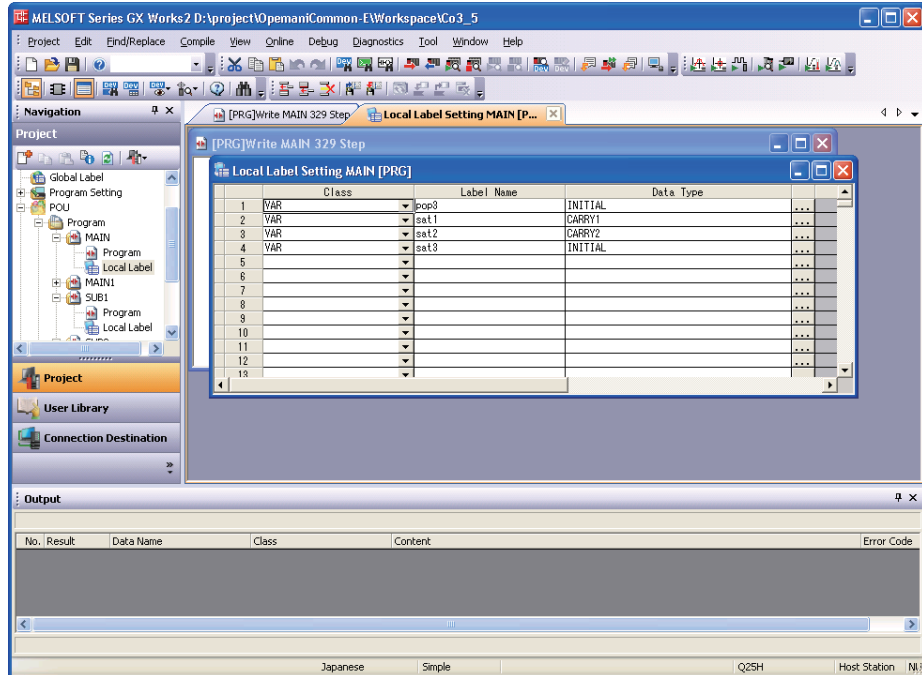 MELSOFT Series GX Works2 D:\project\OpemaniCommon-E\Workspace\Co3_5
Project Edit Find/Replace Compile View Online Debug Diagnostics Tool Window Help
Navigation
[PRG]Write MAIN 329 Step
Local Label Setting MAIN [P...
Project
Global Label
Program Setting
POU
Program
MAIN
Program
Local Label
MAIN1
SUB1
Program
Local Label
Project
User Library
Connection Destination
[PRG]Write MAIN 329 Step
Local Label Setting MAIN [PRG]
Class Label Name Data Type
1 VAR pop3 INITIAL ...
2 VAR sat1 CARRY1 ...
3 VAR sat2 CARRY2 ...
4 VAR sat3 INITIAL ...
5 ...
6 ...
7 ...
8 ...
9 ...
10 ...
11 ...
12 ...
13
Output
No. Result Data Name Class Content Error Code
Japanese Simple Q25H Host Station